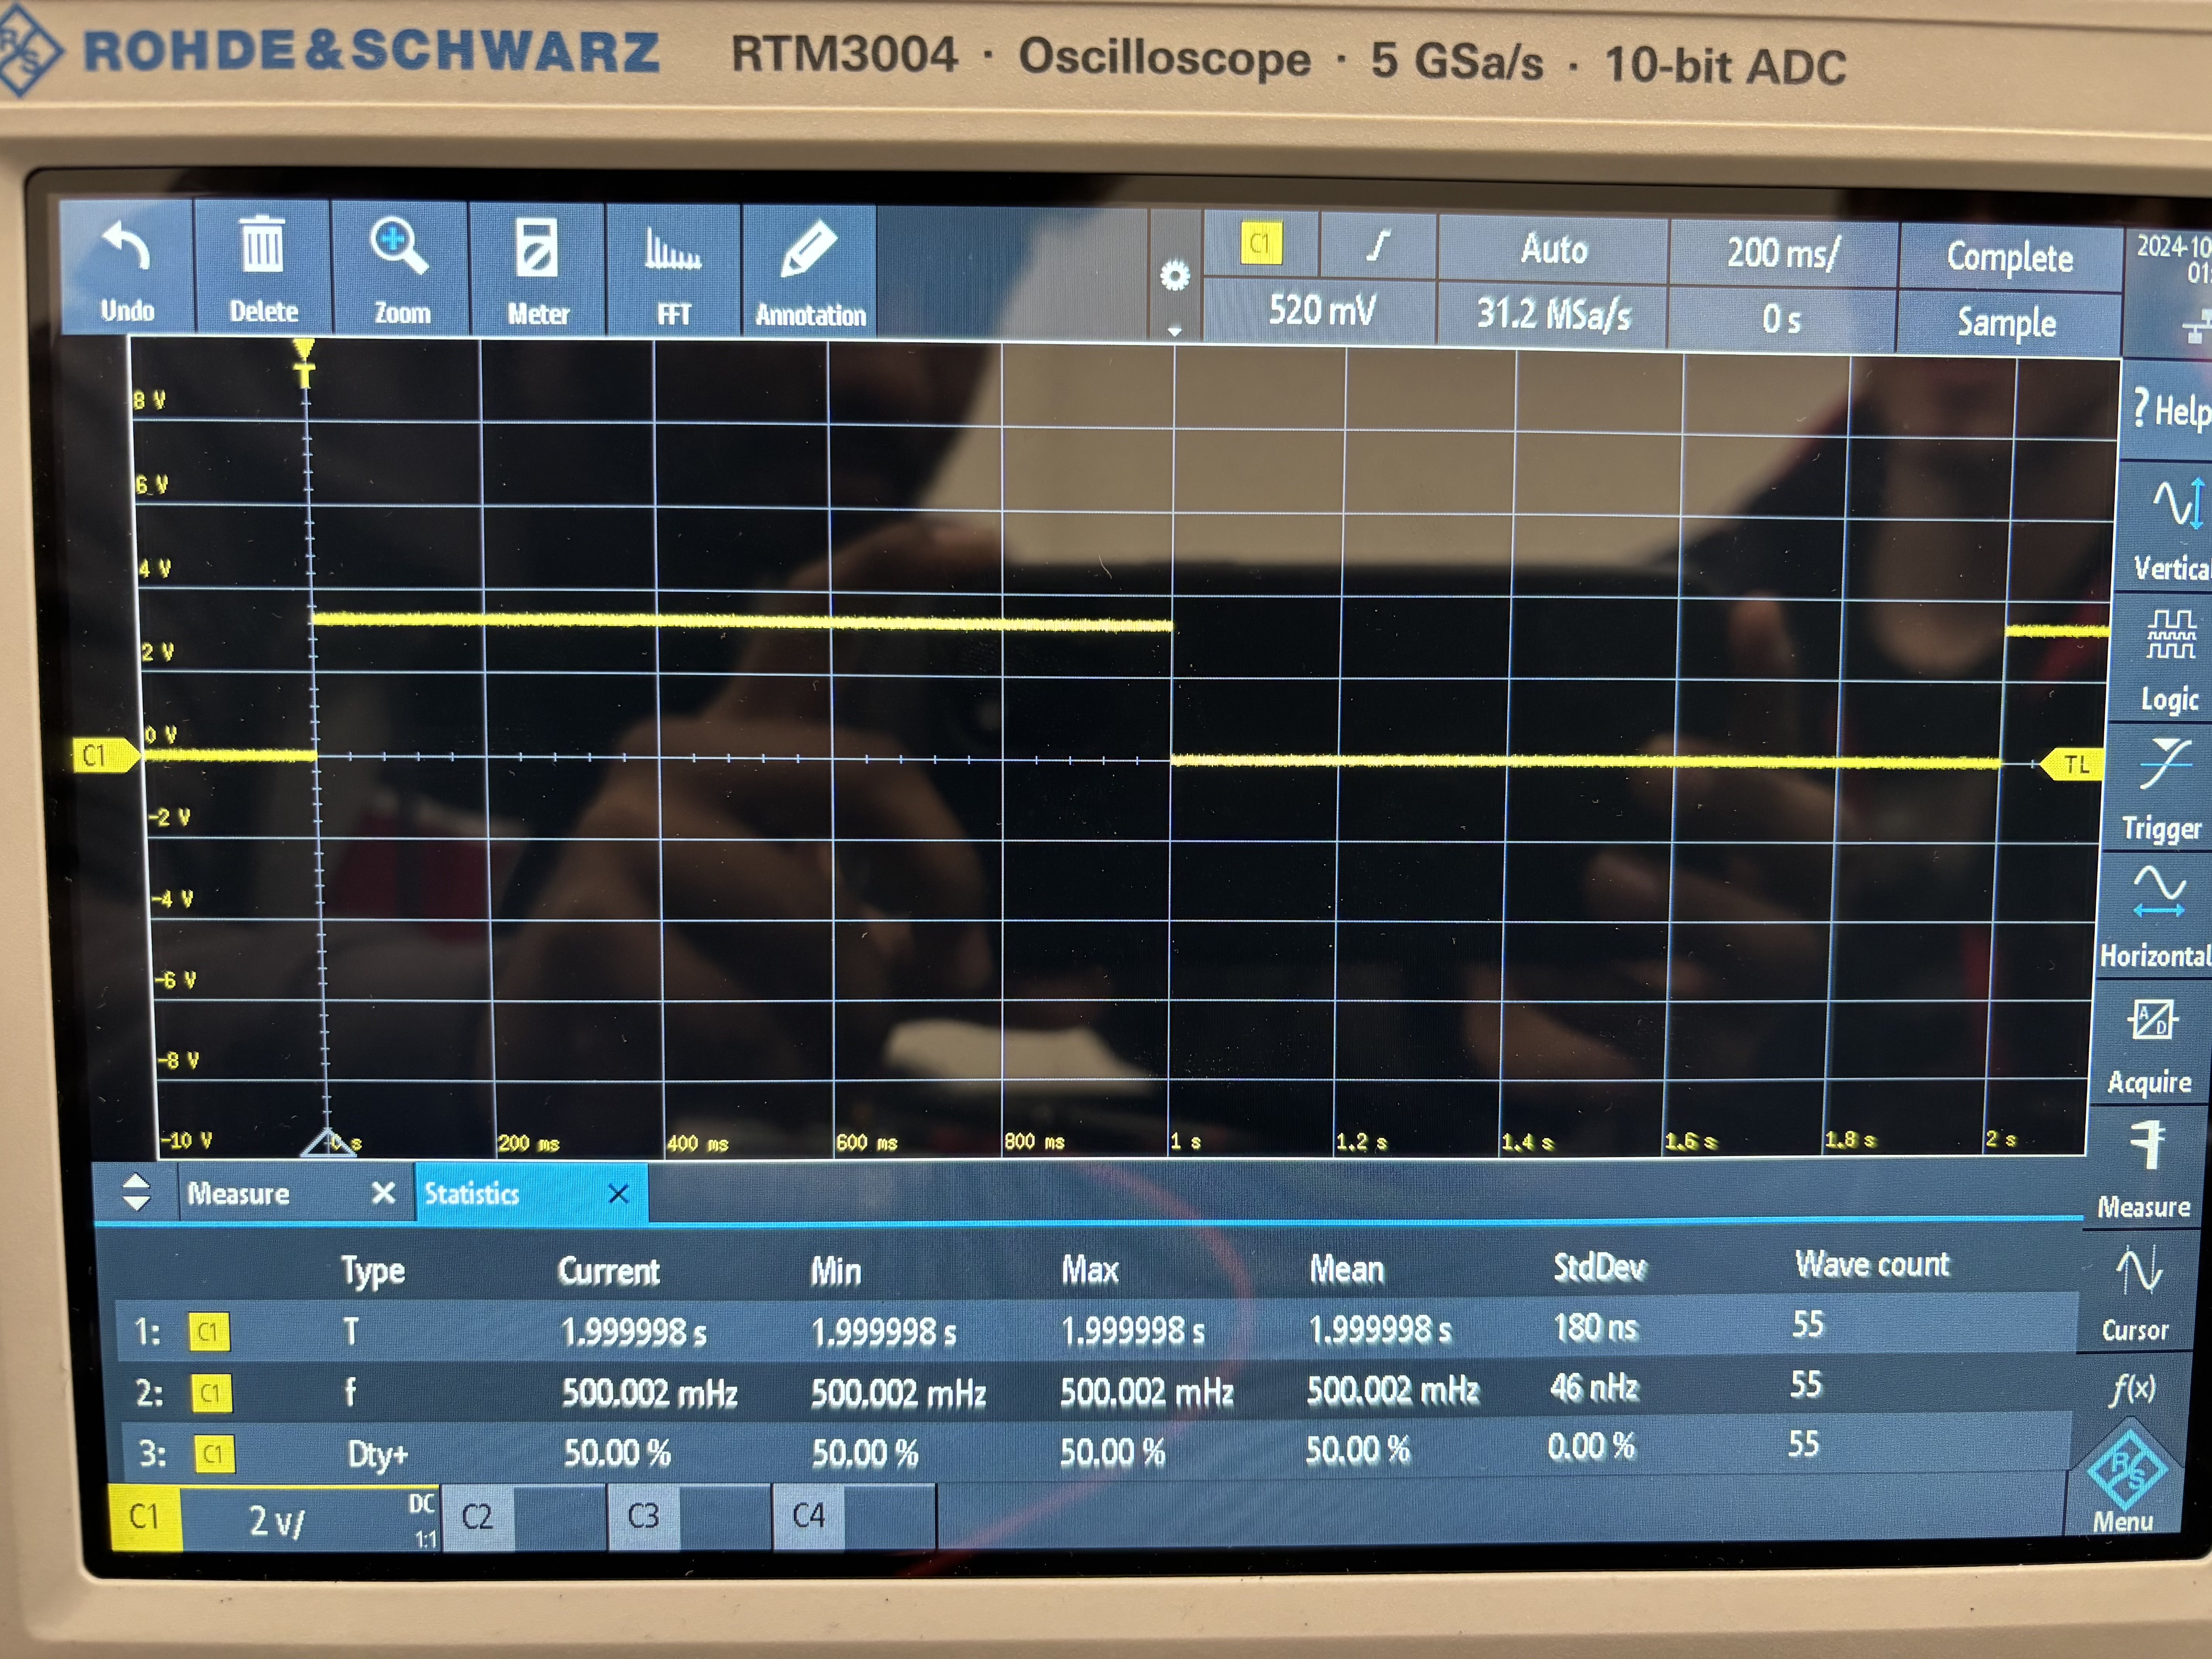 ROHDE & SCHWARZ RTM3004 · Oscilloscope · 5 GSa/s · 10-bit ADC
Undo Delete Zoom Meter FFT Annotation
C1 Auto 200 ms/ Complete
520 mV 31.2 MSa/s 0 s Sample
2024-10
01:
? Help
Vertical
Logic
Trigger
Horizontal
Acquire
Measure
Cursor
f(x)
R S
Menu
T
8 V
6 V
4 V
2 V
0 V
C1 TL
-2 V
-4 V
-6 V
-8 V
-10 V 0 s 200 ms 400 ms 600 ms 800 ms 1 s 1.2 s 1.4 s 1.6 s 1.8 s 2 s
Measure Statistics
Type Current Min Max Mean StdDev Wave count
1: C1 T 1.999998 s 1.999998 s 1.999998 s 1.999998 s 180 ns 55
2: C1 f 500.002 mHz 500.002 mHz 500.002 mHz 500.002 mHz 46 nHz 55
3: C1 Dty+ 50.00 % 50.00 % 50.00 % 50.00 % 0.00 % 55
C1 2 V/ DC 1:1 C2 C3 C4